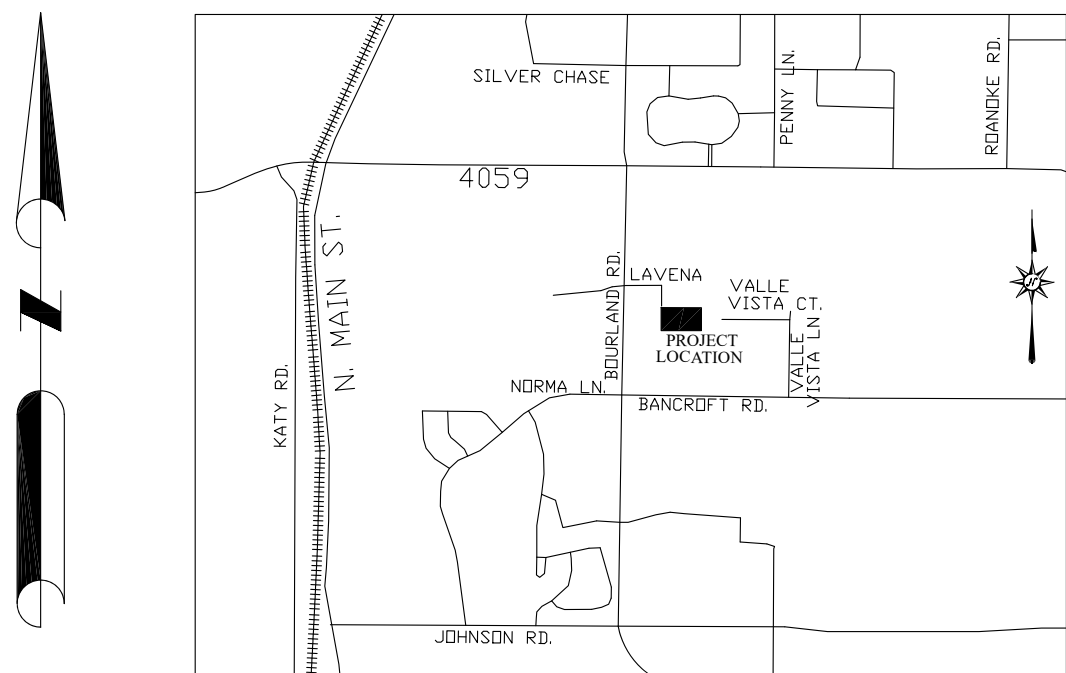 SILVER CHASE
PENNY LN.
ROANOKE RD.
4059
N. MAIN ST.
BOURLAND RD.
LAVENA
VALLE
VISTA CT.
N
N
PROJECT
LOCATION
VALLE
VISTA LN
KATY RD.
NORMA LN.
BANCROFT RD.
JOHNSON RD.